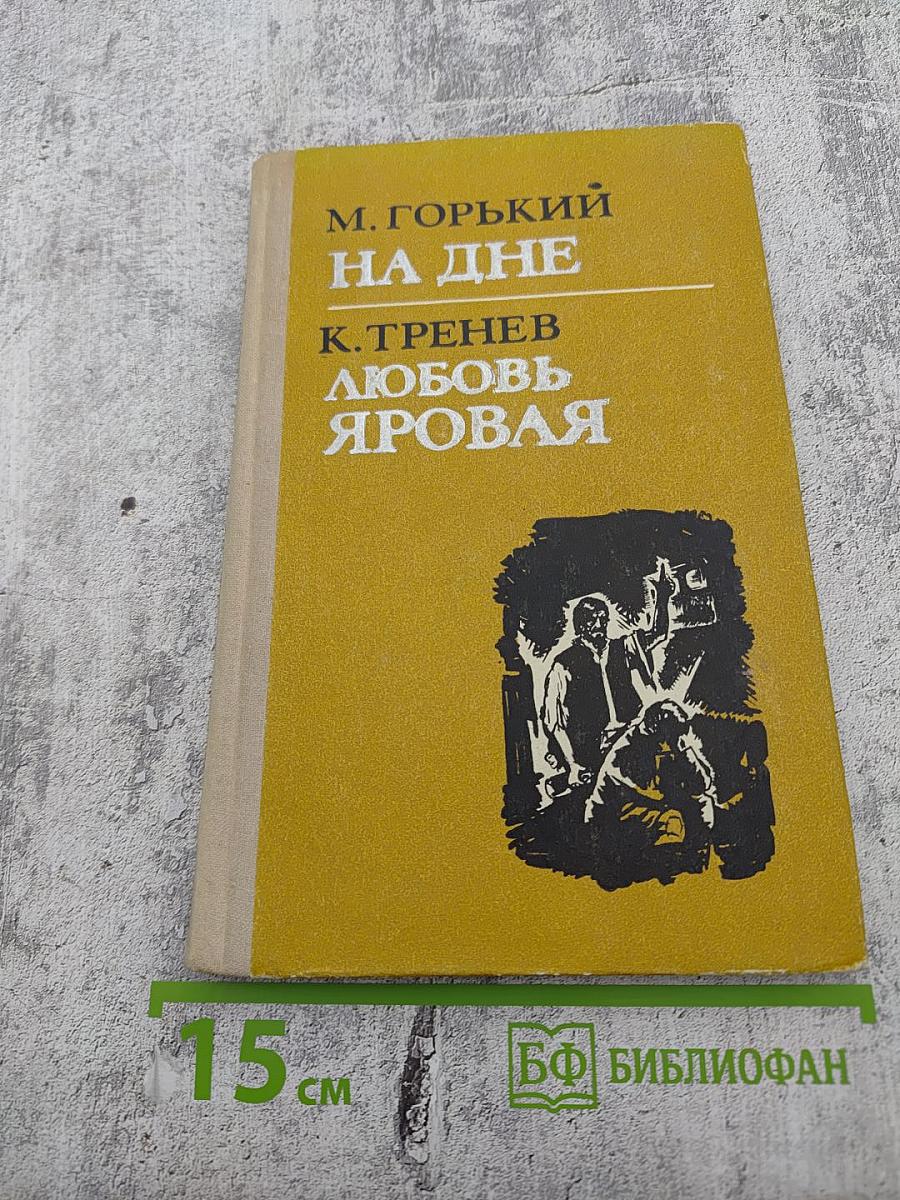 М. ГОРЬКИЙ
НА ДНЕ
К. ТРЕНЕВ
ЛЮБОВЬ
ЯРОВАЯ
15 см
БФ БИБЛИОФАН